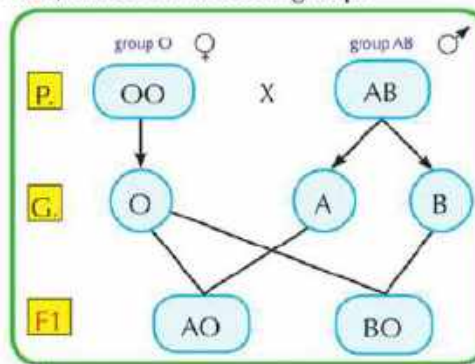 group O ♀ group AB ♂
P. OO X AB
G. O A B
F1 AO BO